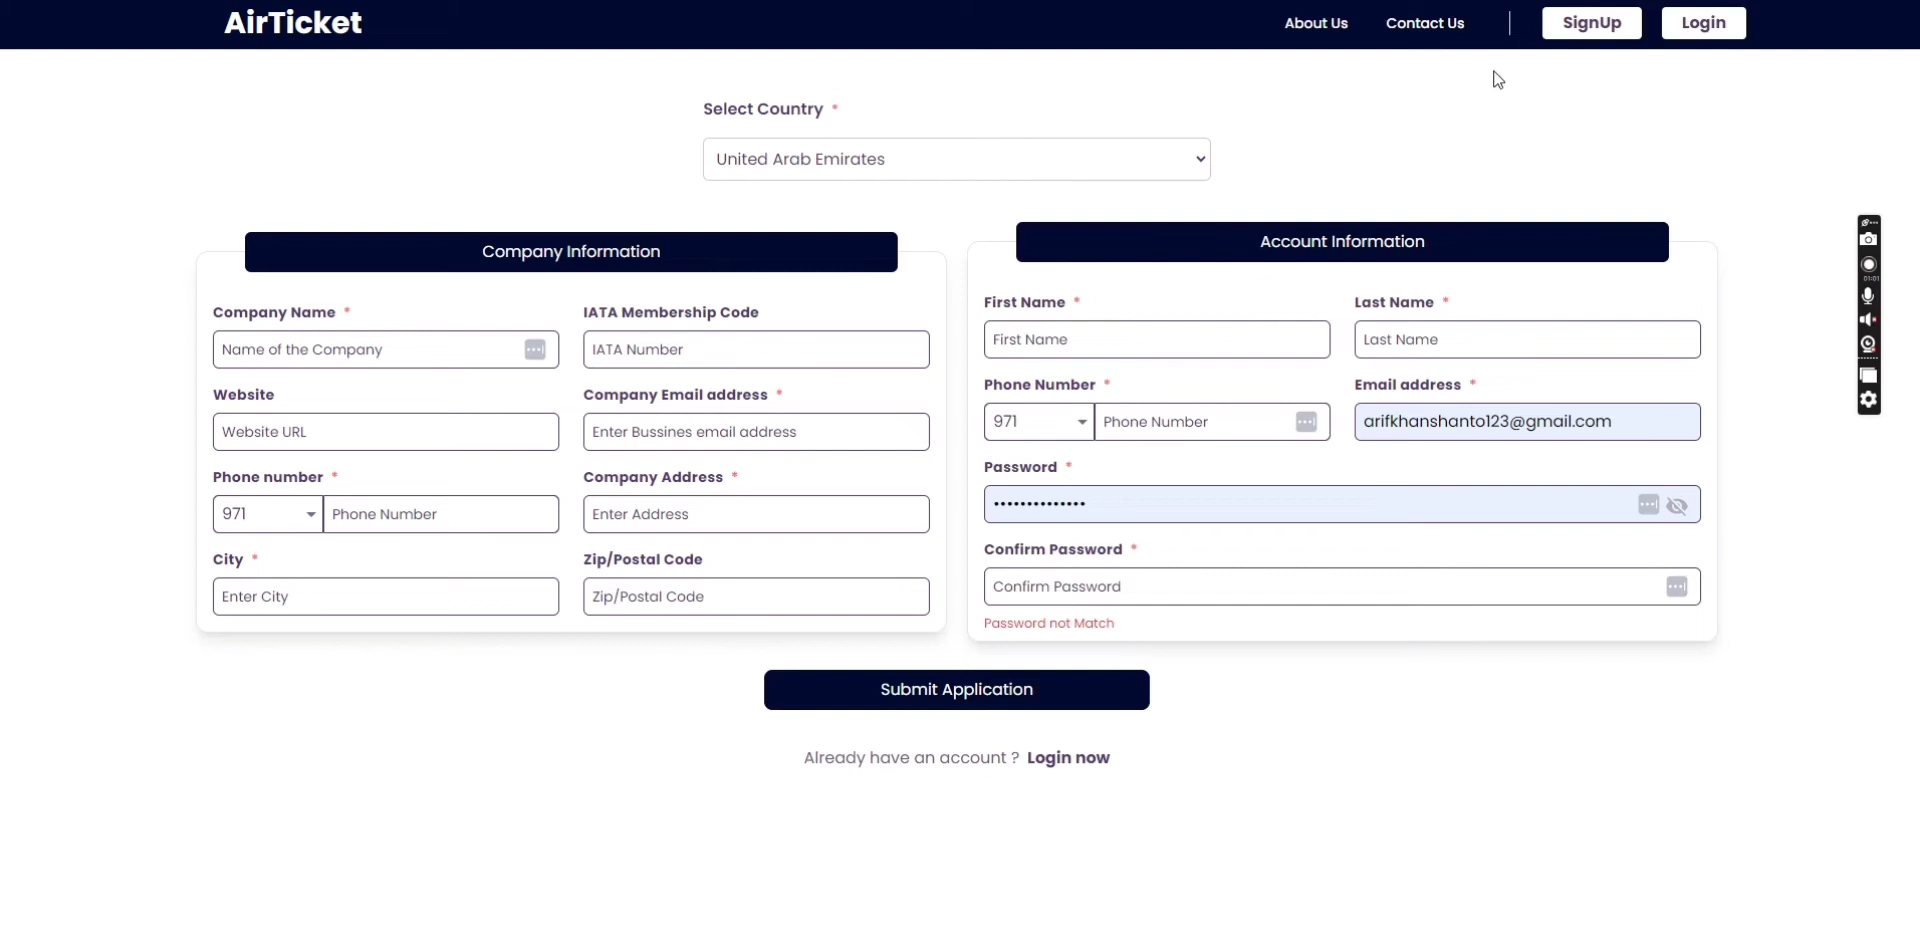 AirTicket
About Us
Contact Us
SignUp
Login
Select Country *
United Arab Emirates
Company Information
Company Name *
Name of the Company
IATA Membership Code
IATA Number
Website
Website URL
Company Email address *
Enter Bussines email address
Phone number *
971
Phone Number
Company Address *
Enter Address
City *
Enter City
Zip/Postal Code
Zip/Postal Code
Account Information
First Name *
First Name
Last Name *
Last Name
Phone Number *
971
Phone Number
Email address *
arifkhanshanto123@gmail.com
Password *
••••••••••••••
Confirm Password *
Confirm Password
Password not Match
Submit Application
Already have an account ? Login now
01:01